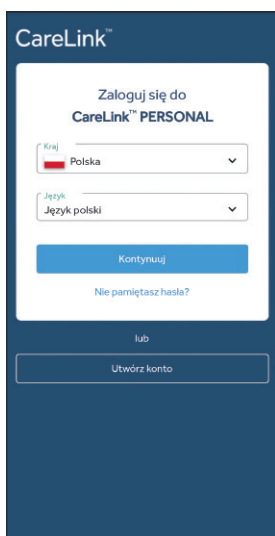 CareLink™
Zaloguj się do
CareLink™ PERSONAL
Kraj
Polska
Język
Język polski
Kontynuuj
Nie pamiętasz hasła?
lub
Utwórz konto